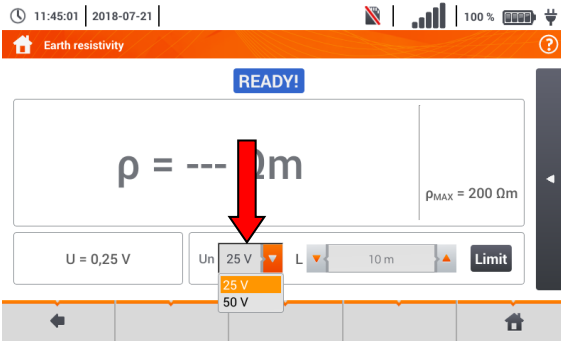 11:45:01 2018-07-21 100 %
Earth resistivity ?
READY!
ρ = --- Ωm
ρMAX = 200 Ωm
U = 0,25 V
Un 25 V L 10 m Limit
25 V
50 V